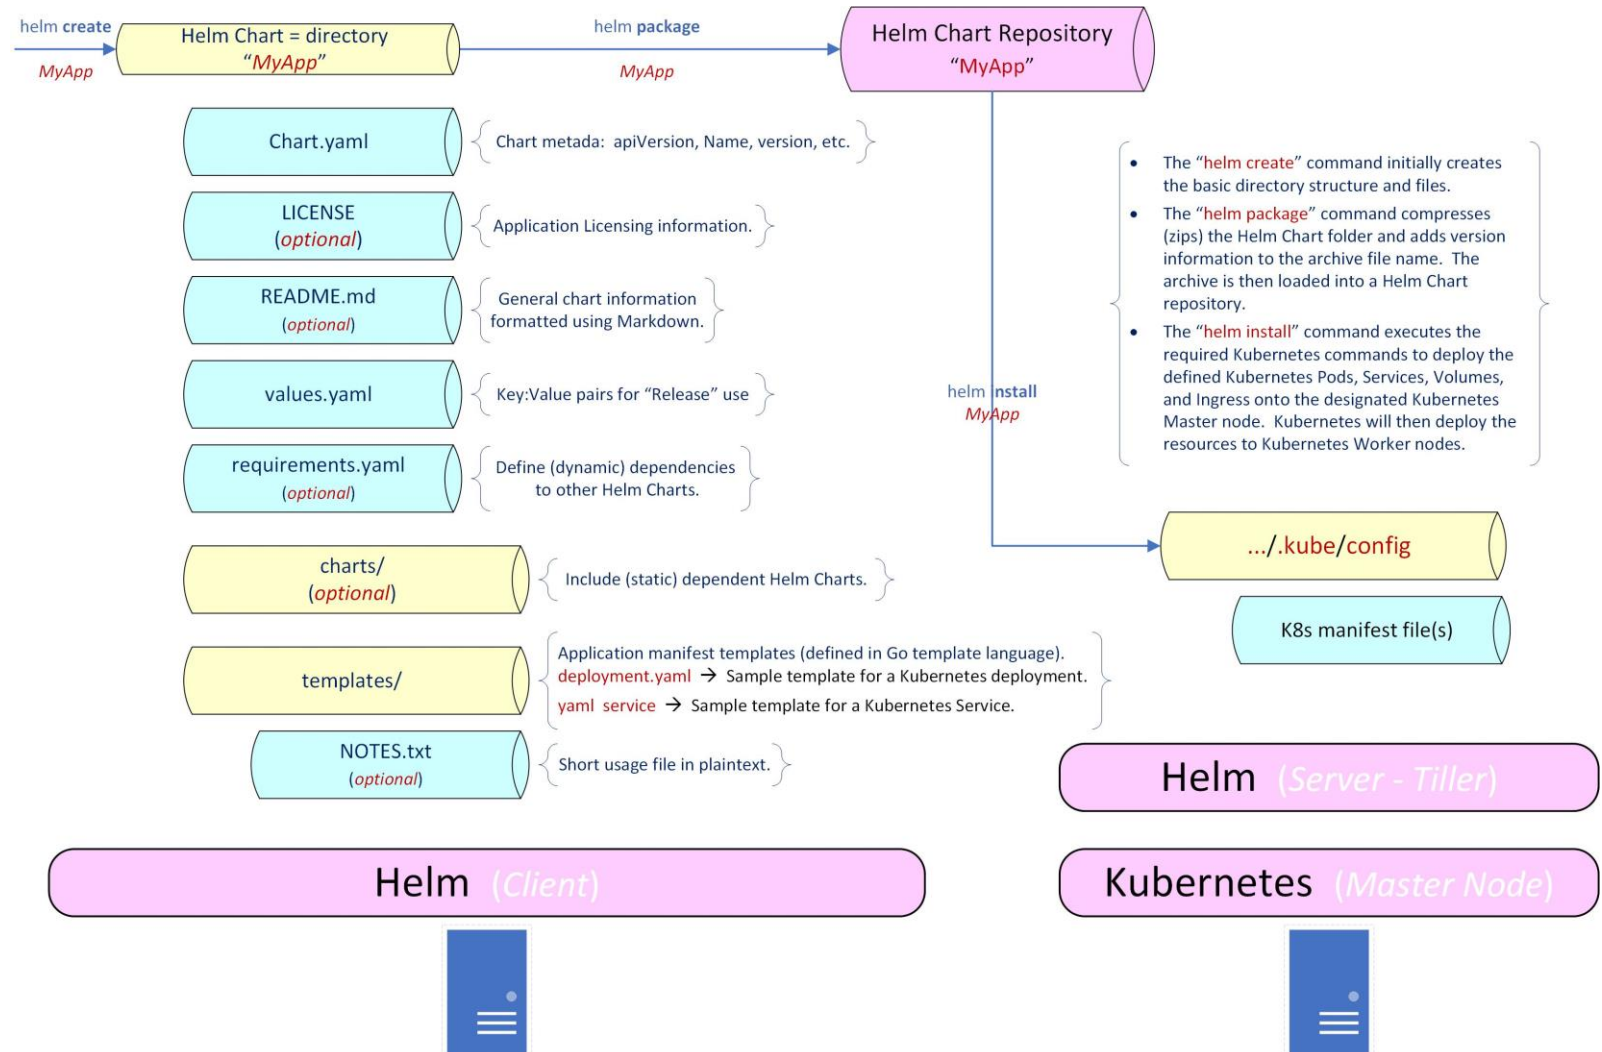 helm create
MyApp
Helm Chart = directory
“MyApp”
helm package
MyApp
Helm Chart Repository
“MyApp”
Chart.yaml
Chart metada: apiVersion, Name, version, etc.
LICENSE
(optional)
Application Licensing information.
README.md
(optional)
General chart information
formatted using Markdown.
values.yaml
Key:Value pairs for “Release” use
requirements.yaml
(optional)
Define (dynamic) dependencies
to other Helm Charts.
charts/
(optional)
Include (static) dependent Helm Charts.
templates/
Application manifest templates (defined in Go template language).
deployment.yaml → Sample template for a Kubernetes deployment.
yaml service → Sample template for a Kubernetes Service.
NOTES.txt
(optional)
Short usage file in plaintext.
helm install
MyApp
• The “helm create” command initially creates
the basic directory structure and files.
• The “helm package” command compresses
(zips) the Helm Chart folder and adds version
information to the archive file name. The
archive is then loaded into a Helm Chart
repository.
• The “helm install” command executes the
required Kubernetes commands to deploy the
defined Kubernetes Pods, Services, Volumes,
and Ingress onto the designated Kubernetes
Master node. Kubernetes will then deploy the
resources to Kubernetes Worker nodes.
.../.kube/config
K8s manifest file(s)
Helm (Server - Tiller)
Helm (Client)
Kubernetes (Master Node)